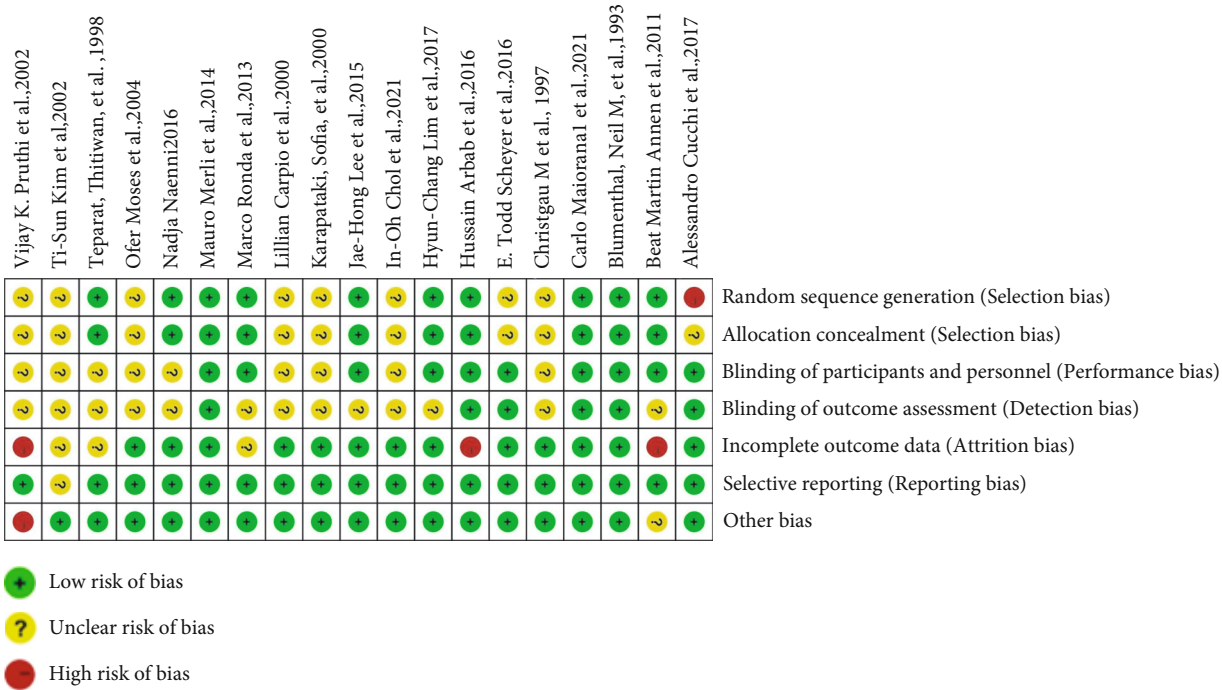 Vijay K. Pruthi et al.,2002
Ti-Sun Kim et al,2002
Teparat, Thitiwan, et al. ,1998
Ofer Moses et al.,2004
Nadja Naenni2016
Mauro Merli et al.,2014
Marco Ronda et al.,2013
Lillian Carpio et al.,2000
Karapataki, Sofia, et al.,2000
Jae-Hong Lee et al.,2015
In-Oh Chol et al.,2021
Hyun-Chang Lim et al.,2017
Hussain Arbab et al.,2016
E. Todd Scheyer et al.,2016
Christgau M et al., 1997
Carlo Maiorana1 et al.,2021
Blumenthal, Neil M, et al.,1993
Beat Martin Annen et al.,2011
Alessandro Cucchi et al.,2017
? ? + ? + + + ? ? + ? + + ? ? + + + - Random sequence generation (Selection bias)
? ? + ? + + + ? ? + ? + + ? ? + + + ? Allocation concealment (Selection bias)
? ? ? ? ? + + ? ? + ? + + + ? + + + + Blinding of participants and personnel (Performance bias)
? ? ? ? ? + ? ? ? ? ? ? + + ? + + ? + Blinding of outcome assessment (Detection bias)
- ? ? + + + ? + + + + + - + + + + - + Incomplete outcome data (Attrition bias)
+ ? + + + + + + + + + + + + + + + + + Selective reporting (Reporting bias)
- + + + + + + + + + + + + + + + + ? + Other bias
+ Low risk of bias
? Unclear risk of bias
- High risk of bias